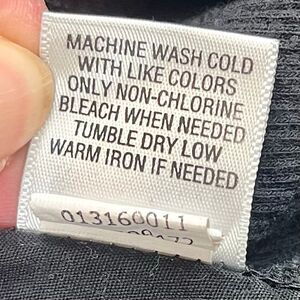 MACHINE WASH COLD
WITH LIKE COLORS
ONLY NON-CHLORINE
BLEACH WHEN NEEDED
TUMBLE DRY LOW
WARM IRON IF NEEDED
013160011